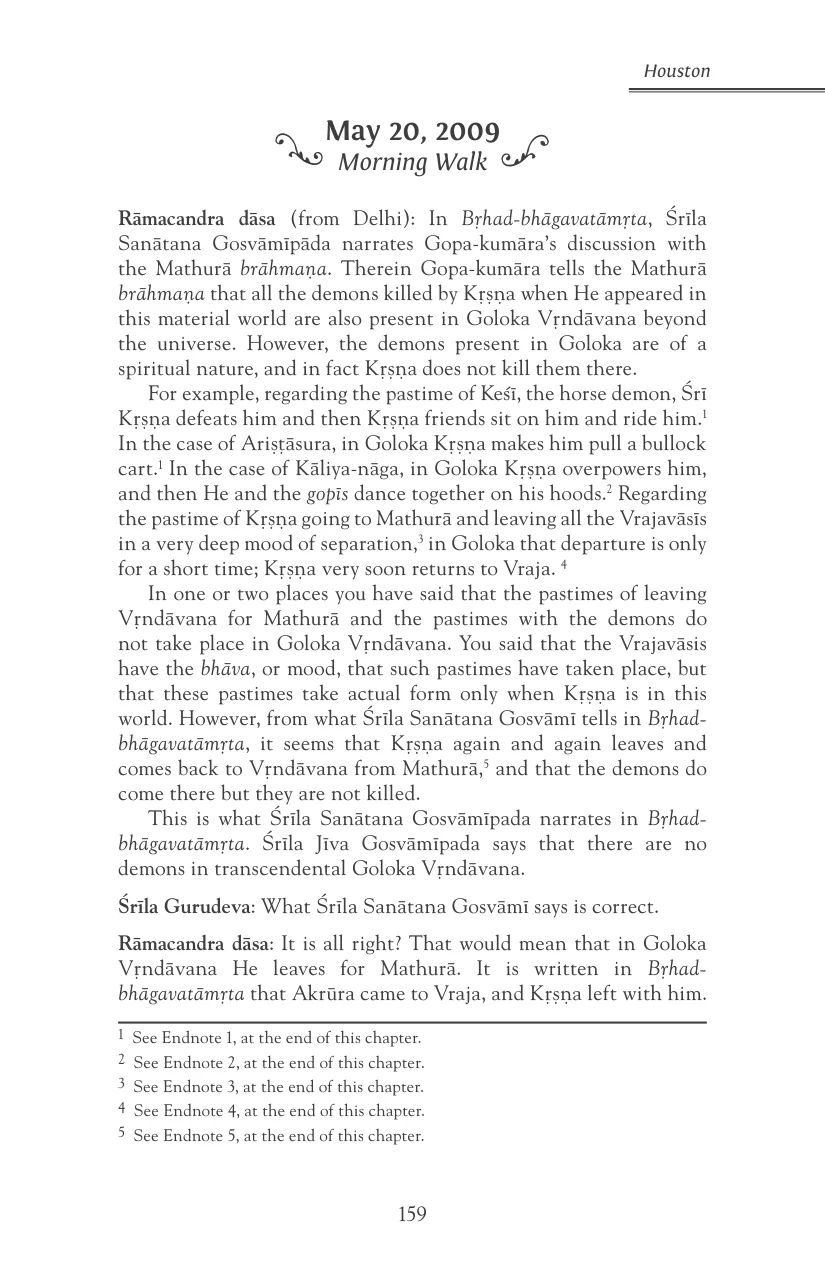 Houston
May 20, 2009
Morning Walk
Rāmacandra dāsa (from Delhi): In Bṛhad-bhāgavatāmṛta, Śrīla
Sanātana Gosvāmīpāda narrates Gopa-kumāra’s discussion with
the Mathurā brāhmaṇa. Therein Gopa-kumāra tells the Mathurā
brāhmaṇa that all the demons killed by Kṛṣṇa when He appeared in
this material world are also present in Goloka Vṛndāvana beyond
the universe. However, the demons present in Goloka are of a
spiritual nature, and in fact Kṛṣṇa does not kill them there.
For example, regarding the pastime of Keśī, the horse demon, Śrī
Kṛṣṇa defeats him and then Kṛṣṇa friends sit on him and ride him.¹
In the case of Ariṣṭāsura, in Goloka Kṛṣṇa makes him pull a bullock
cart.¹ In the case of Kāliya-nāga, in Goloka Kṛṣṇa overpowers him,
and then He and the gopīs dance together on his hoods.² Regarding
the pastime of Kṛṣṇa going to Mathurā and leaving all the Vrajavāsīs
in a very deep mood of separation,³ in Goloka that departure is only
for a short time; Kṛṣṇa very soon returns to Vraja. ⁴
In one or two places you have said that the pastimes of leaving
Vṛndāvana for Mathurā and the pastimes with the demons do
not take place in Goloka Vṛndāvana. You said that the Vrajavāsis
have the bhāva, or mood, that such pastimes have taken place, but
that these pastimes take actual form only when Kṛṣṇa is in this
world. However, from what Śrīla Sanātana Gosvāmī tells in Bṛhad-
bhāgavatāmṛta, it seems that Kṛṣṇa again and again leaves and
comes back to Vṛndāvana from Mathurā,⁵ and that the demons do
come there but they are not killed.
This is what Śrīla Sanātana Gosvāmīpada narrates in Bṛhad-
bhāgavatāmṛta. Śrīla Jīva Gosvāmīpada says that there are no
demons in transcendental Goloka Vṛndāvana.
Śrīla Gurudeva: What Śrīla Sanātana Gosvāmī says is correct.
Rāmacandra dāsa: It is all right? That would mean that in Goloka
Vṛndāvana He leaves for Mathurā. It is written in Bṛhad-
bhāgavatāmṛta that Akrūra came to Vraja, and Kṛṣṇa left with him.
1 See Endnote 1, at the end of this chapter.
2 See Endnote 2, at the end of this chapter.
3 See Endnote 3, at the end of this chapter.
4 See Endnote 4, at the end of this chapter.
5 See Endnote 5, at the end of this chapter.
159